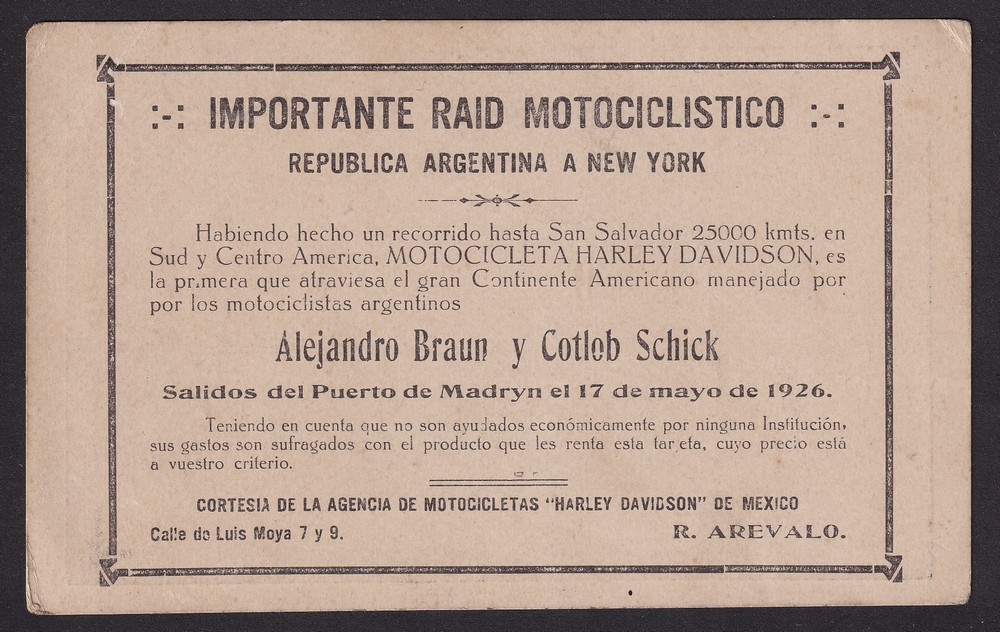 :-: IMPORTANTE RAID MOTOCICLISTICO :-:
REPUBLICA ARGENTINA A NEW YORK
Habiendo hecho un recorrido hasta San Salvador 25000 kmts. en
Sud y Centro America, MOTOCICLETA HARLEY DAVIDSON, es
la primera que atraviesa el gran Continente Americano manejado por
por los motociclistas argentinos
Alejandro Braun y Cotlob Schick
Salidos del Puerto de Madryn el 17 de mayo de 1926.
Teniendo en cuenta que no son ayudados económicamente por ninguna Institución,
sus gastos son sufragados con el producto que les renta esta tarjeta, cuyo precio está
a vuestro criterio.
CORTESIA DE LA AGENCIA DE MOTOCICLETAS "HARLEY DAVIDSON" DE MEXICO
Calle de Luis Moya 7 y 9. R. AREVALO.